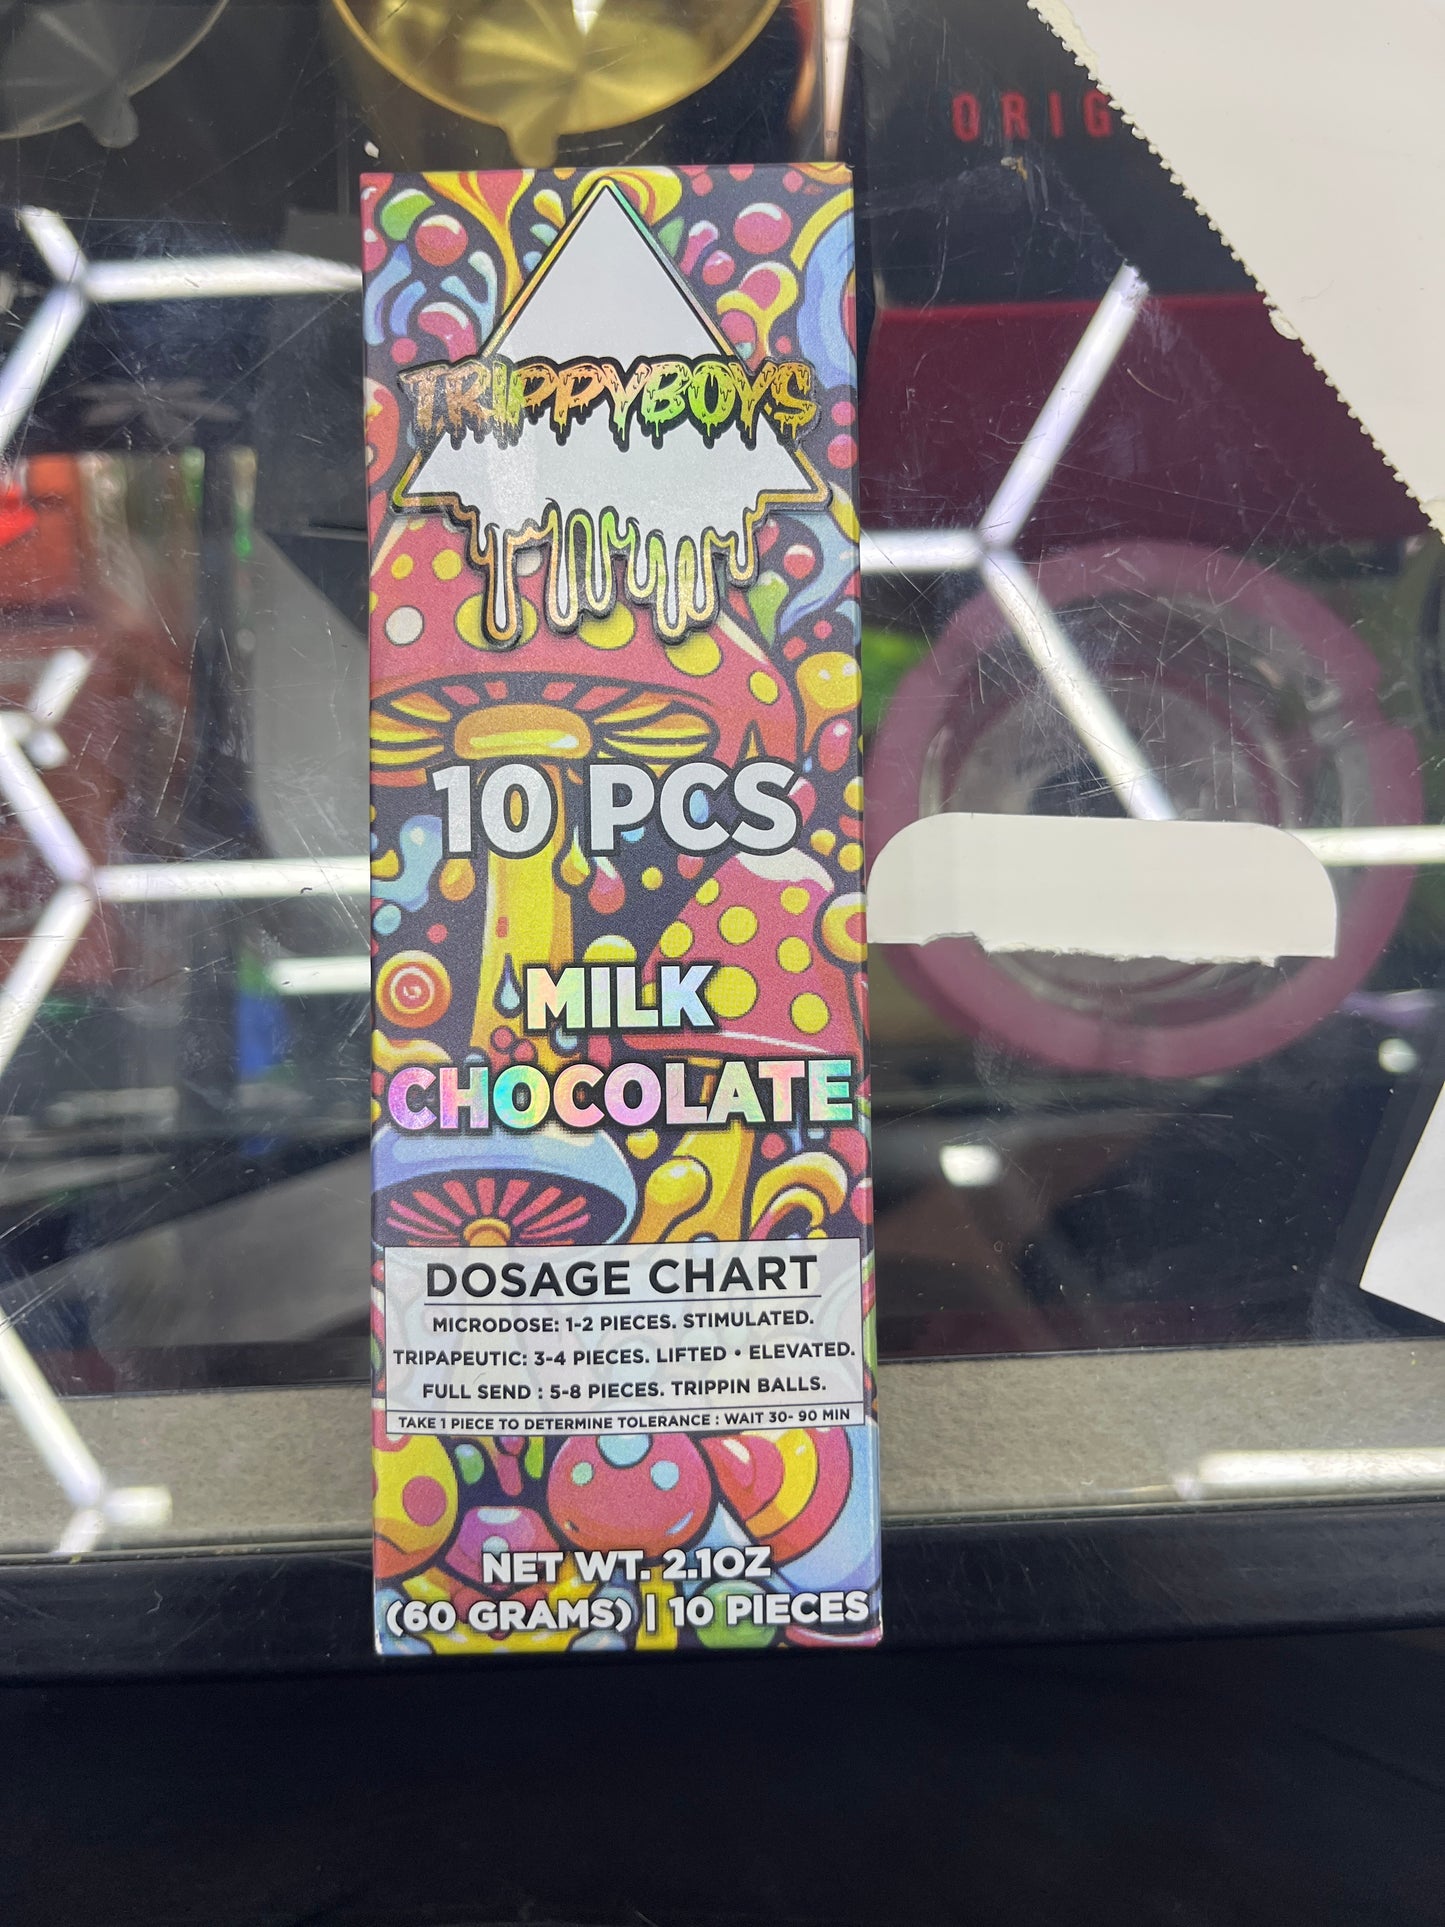 ORIG
TRIPPYBOYS
10 PCS
MILK
CHOCOLATE
DOSAGE CHART
MICRODOSE: 1-2 PIECES. STIMULATED.
TRIPAPEUTIC: 3-4 PIECES. LIFTED • ELEVATED.
FULL SEND : 5-8 PIECES. TRIPPIN BALLS.
TAKE 1 PIECE TO DETERMINE TOLERANCE : WAIT 30- 90 MIN
NET WT. 2.1OZ
(60 GRAMS) | 10 PIECES